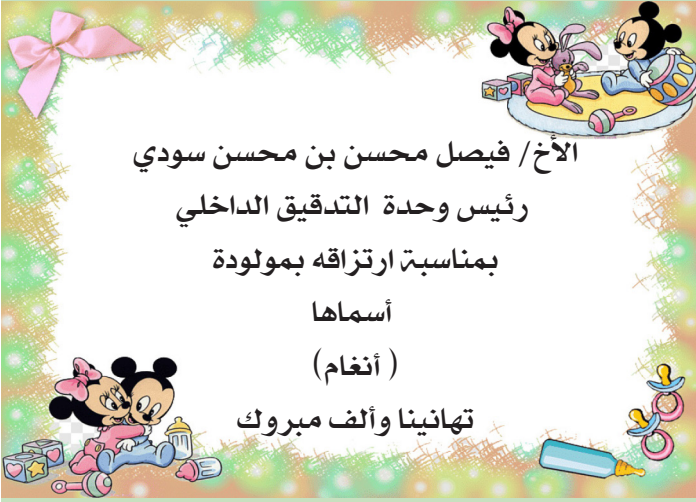 الأخ/ فيصل محسن بن محسن سودي
رئيس وحدة التدقيق الداخلي
بمناسبة ارتزاقه بمولودة
أسماها
( أنغام)
تهانينا وألف مبروك